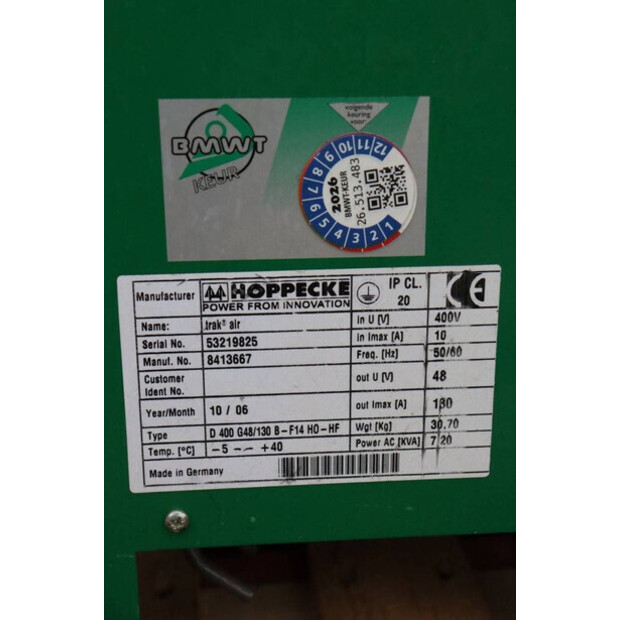 BMWT
KEUR
volgende
keuring
voor:
1 2 3 4 5 6 7 8 9 10 11 12
2026
BMWT-KEUR
26.513.483
Manufacturer HOPPECKE IP CL. CE
POWER FROM INNOVATION 20
Name: trak® air in U [V] 400V
Serial No. 53219825 in Imax [A] 10
Manuf. No. 8413667 Freq. [Hz] 50/60
Customer out U [V] 48
Ident No.
Year/Month 10 / 06 out Imax [A] 130
Type D 400 G48/130 B-F14 HO-HF Wgt [Kg] 30.70
Temp. [°C] -5 -- +40 Power AC [KVA] 7.20
Made in Germany